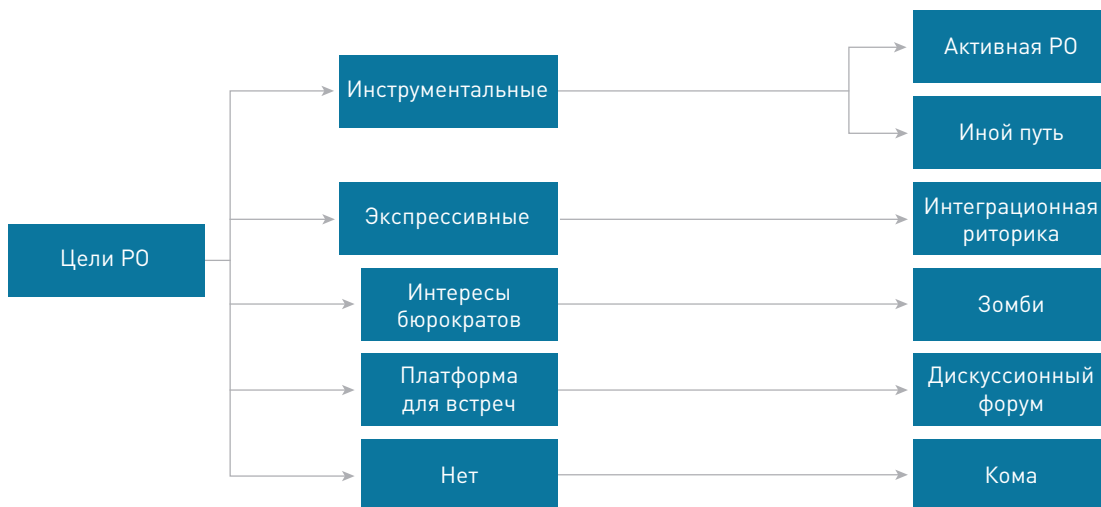 Цели РО
Инструментальные
Экспрессивные
Интересы
бюрократов
Платформа
для встреч
Нет
Активная РО
Иной путь
Интеграционная
риторика
Зомби
Дискуссионный
форум
Кома